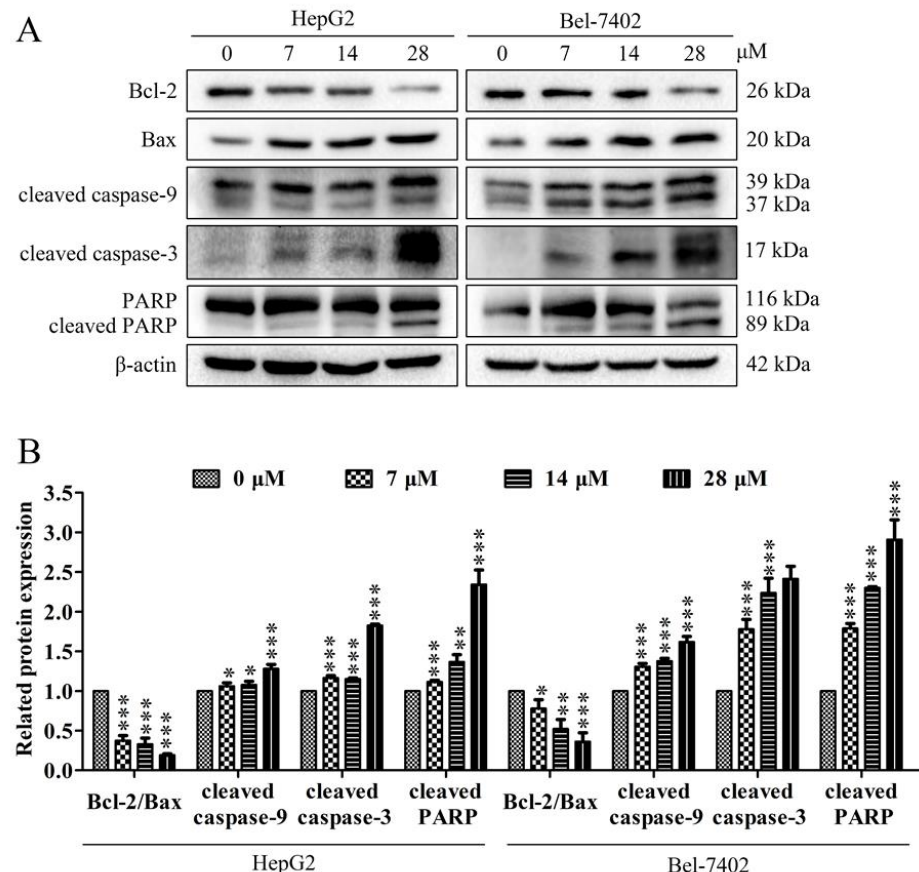 A
HepG2 Bel-7402
0 7 14 28 0 7 14 28 μM
Bcl-2 26 kDa
Bax 20 kDa
cleaved caspase-9 39 kDa
37 kDa
cleaved caspase-3 17 kDa
PARP 116 kDa
cleaved PARP 89 kDa
β-actin 42 kDa
B
0 μM 7 μM 14 μM 28 μM
Related protein expression
3.5
3.0
2.5
2.0
1.5
1.0
0.5
0.0
*** *** *** * * *** *** *** *** *** ** *** * ** *** *** *** *** *** *** *** *** ***
Bcl-2/Bax cleaved caspase-9 cleaved caspase-3 cleaved PARP Bcl-2/Bax cleaved caspase-9 cleaved caspase-3 cleaved PARP
HepG2 Bel-7402